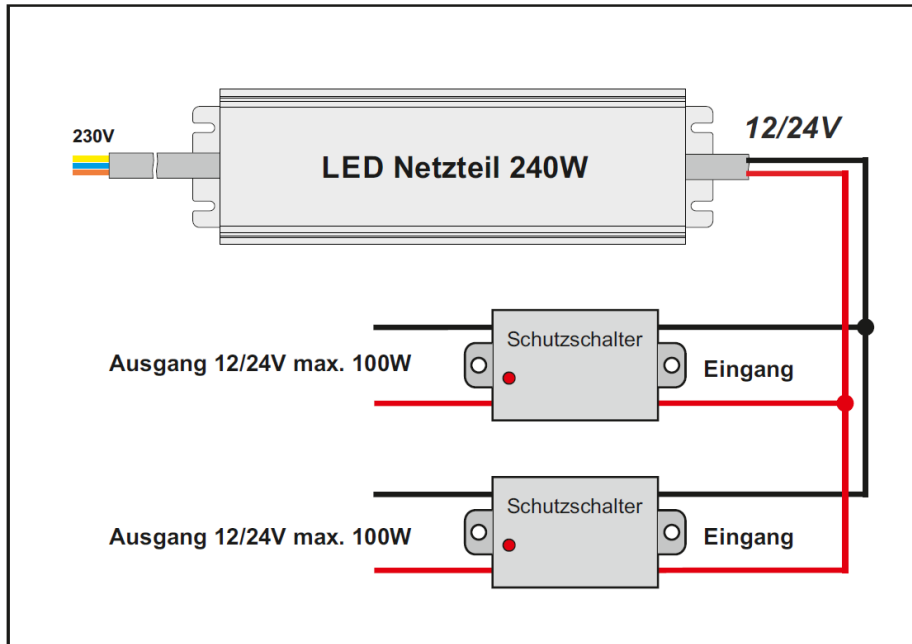 230V
12/24V
LED Netzteil 240W
Schutzschalter
Ausgang 12/24V max. 100W
Eingang
Schutzschalter
Ausgang 12/24V max. 100W
Eingang